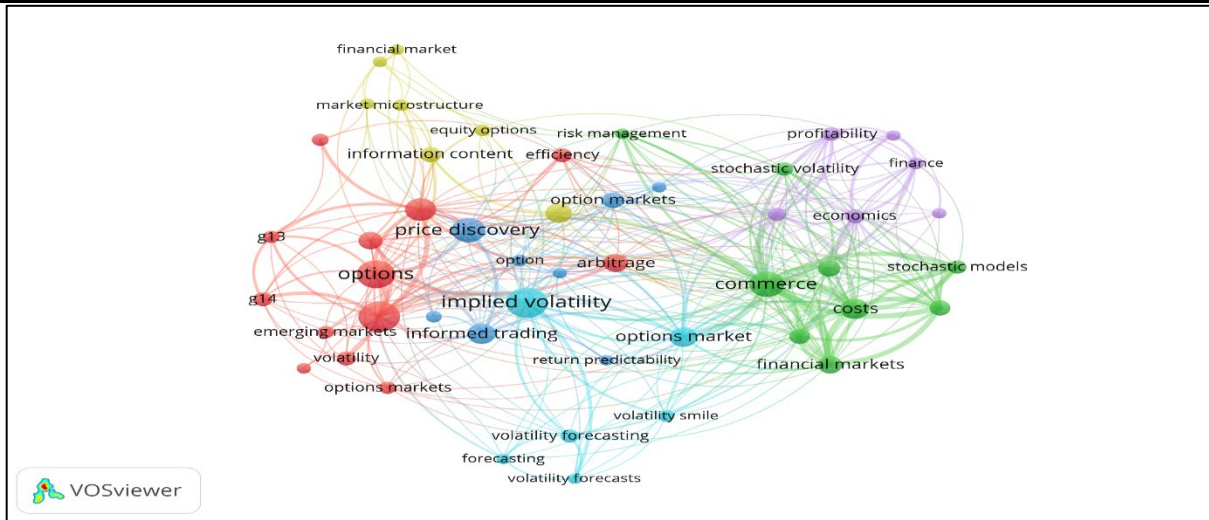 financial market
market microstructure
equity options
risk management
profitability
information content
efficiency
stochastic volatility
finance
option markets
price discovery
economics
g13
option
arbitrage
stochastic models
options
commerce
g14
implied volatility
costs
emerging markets
informed trading
options market
volatility
return predictability
financial markets
options markets
volatility smile
volatility forecasting
forecasting
volatility forecasts
VOSviewer